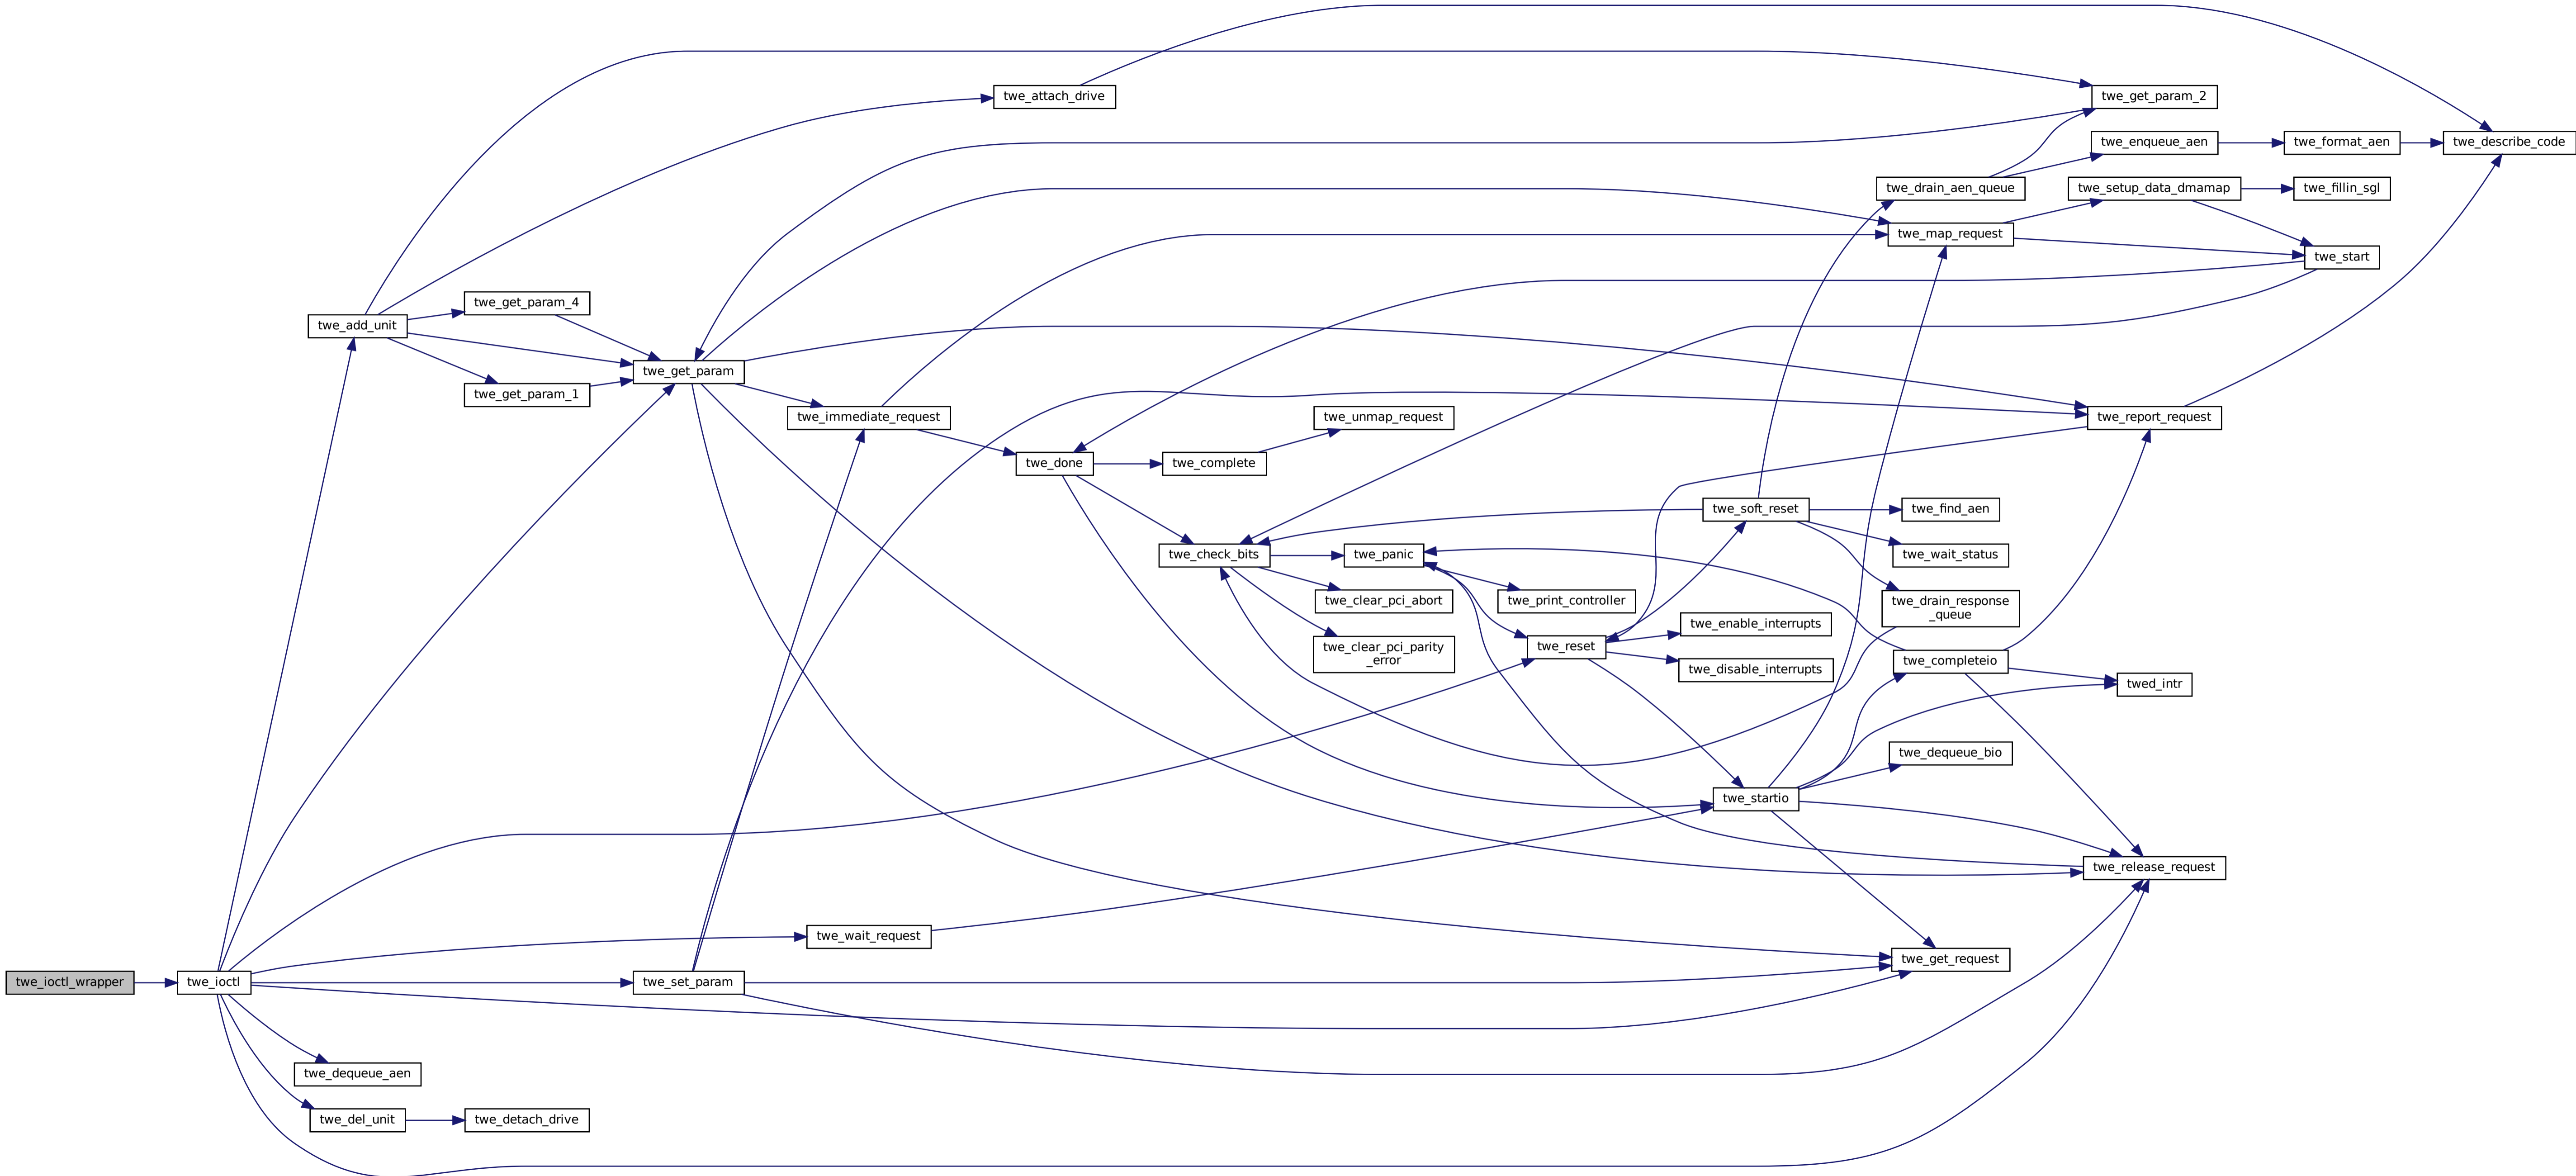 twe_attach_drive
twe_get_param_2
twe_enqueue_aen
twe_format_aen
twe_describe_code
twe_drain_aen_queue
twe_setup_data_dmamap
twe_fillin_sgl
twe_map_request
twe_start
twe_get_param_4
twe_add_unit
twe_get_param
twe_get_param_1
twe_immediate_request
twe_unmap_request
twe_report_request
twe_done
twe_complete
twe_soft_reset
twe_find_aen
twe_check_bits
twe_panic
twe_wait_status
twe_clear_pci_abort
twe_print_controller
twe_drain_response
_queue
twe_enable_interrupts
twe_clear_pci_parity
_error
twe_reset
twe_disable_interrupts
twe_completeio
twed_intr
twe_dequeue_bio
twe_startio
twe_release_request
twe_wait_request
twe_get_request
twe_ioctl_wrapper
twe_ioctl
twe_set_param
twe_dequeue_aen
twe_del_unit
twe_detach_drive